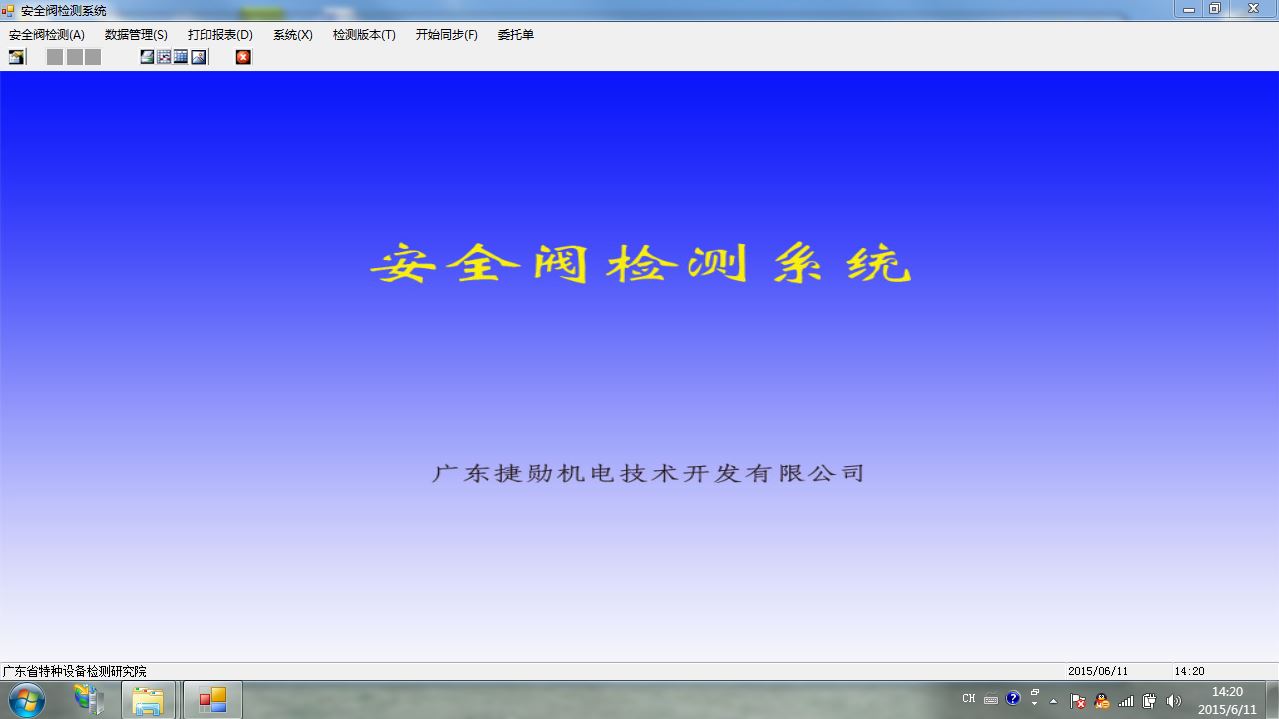 安全阀检测系统
安全阀检测(A) 数据管理(S) 打印报表(D) 系统(X) 检测版本(T) 开始同步(F) 委托单
安全阀检测系统
广东捷勋机电技术开发有限公司
广东省特种设备检测研究院 2015/06/11 14:20
CH 14:20
2015/6/11